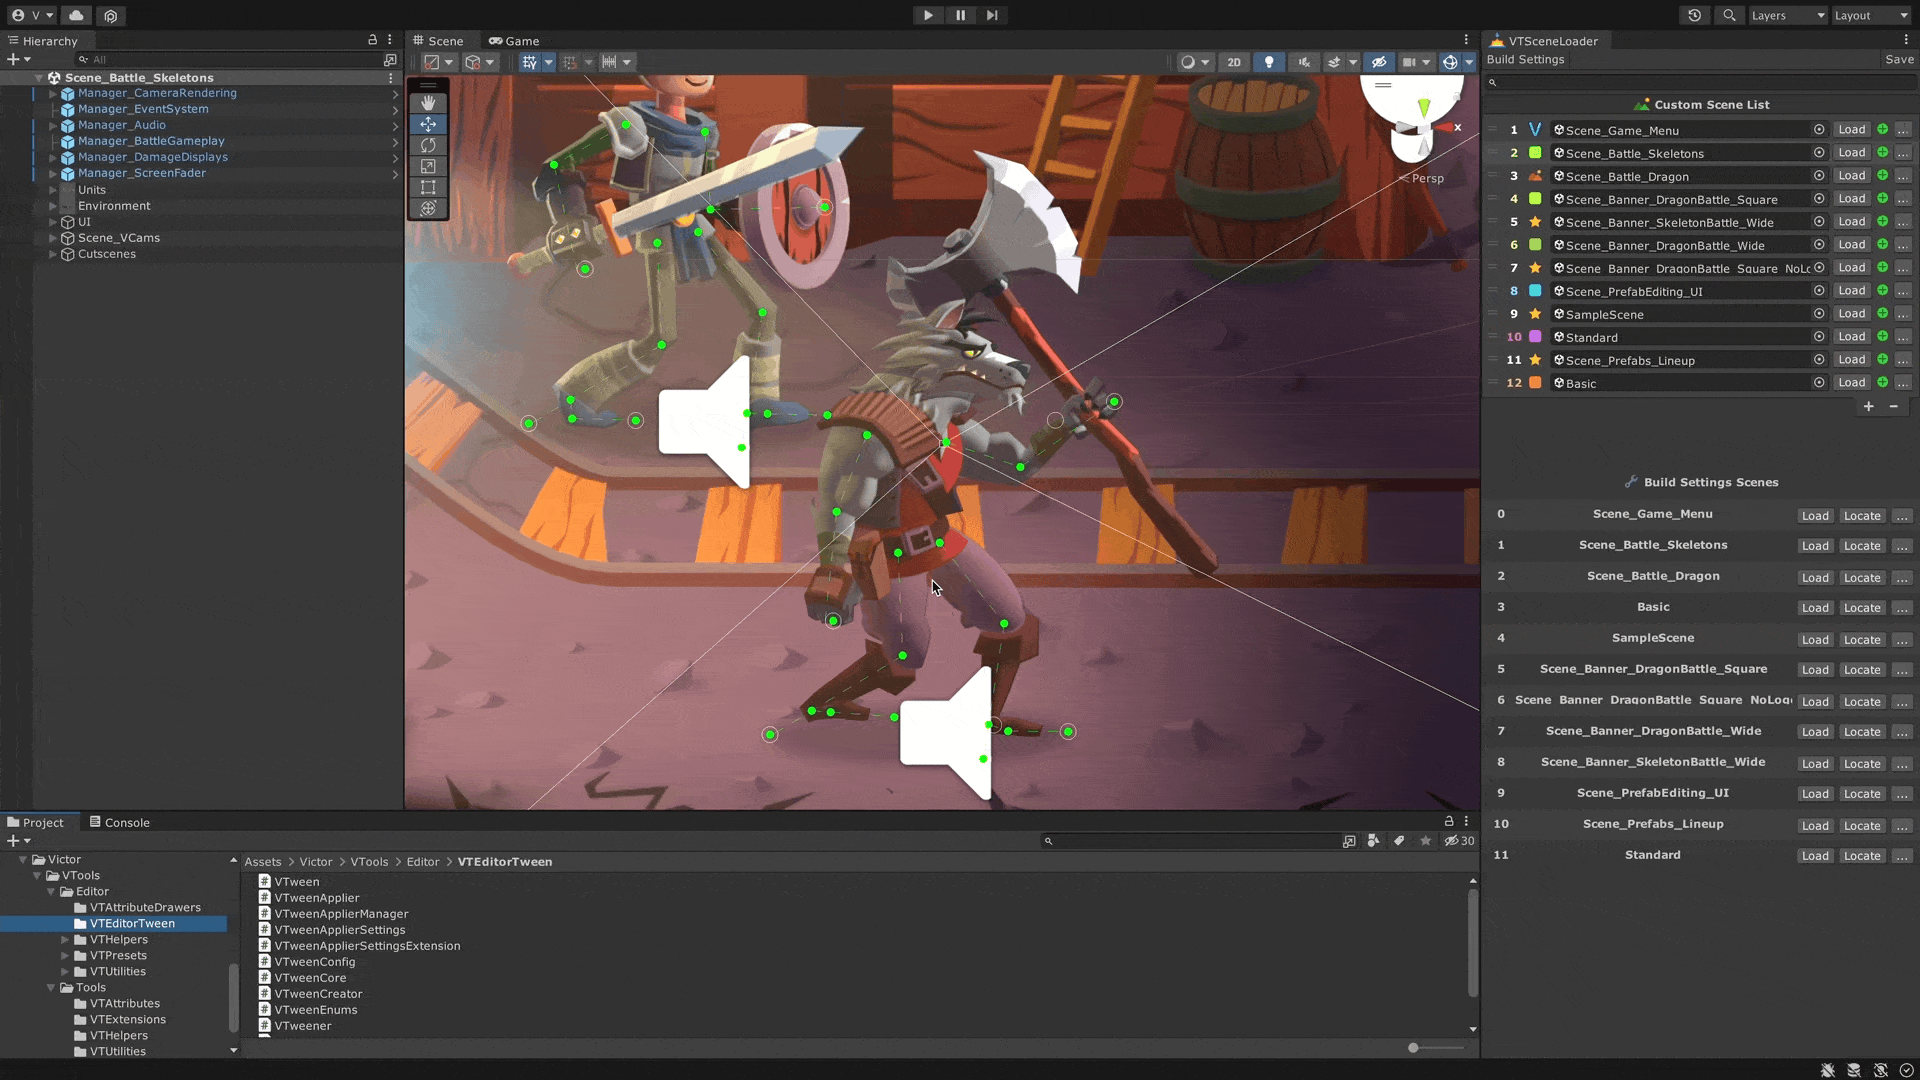 V
Layers
Layout
Hierarchy
All
Scene_Battle_Skeletons
Manager_CameraRendering
Manager_EventSystem
Manager_Audio
Manager_BattleGameplay
Manager_DamageDisplays
Manager_ScreenFader
Units
Environment
UI
Scene_VCams
Cutscenes
Scene
Game
2D
x
Persp
VTSceneLoader
Build Settings
Save
Custom Scene List
1 Scene_Game_Menu Load ...
2 Scene_Battle_Skeletons Load ...
3 Scene_Battle_Dragon Load ...
4 Scene_Banner_DragonBattle_Square Load ...
5 Scene_Banner_SkeletonBattle_Wide Load ...
6 Scene_Banner_DragonBattle_Wide Load ...
7 Scene_Banner_DragonBattle_Square_NoLo Load ...
8 Scene_PrefabEditing_UI Load ...
9 SampleScene Load ...
10 Standard Load ...
11 Scene_Prefabs_Lineup Load ...
12 Basic Load ...
+ −
Build Settings Scenes
0 Scene_Game_Menu Load Locate ...
1 Scene_Battle_Skeletons Load Locate ...
2 Scene_Battle_Dragon Load Locate ...
3 Basic Load Locate ...
4 SampleScene Load Locate ...
5 Scene_Banner_DragonBattle_Square Load Locate ...
6 Scene_Banner_DragonBattle_Square_NoLogo Load Locate ...
7 Scene_Banner_DragonBattle_Wide Load Locate ...
8 Scene_Banner_SkeletonBattle_Wide Load Locate ...
9 Scene_PrefabEditing_UI Load Locate ...
10 Scene_Prefabs_Lineup Load Locate ...
11 Standard Load Locate ...
Project
Console
30
Victor
VTools
Editor
VTAttributeDrawers
VTEditorTween
VTHelpers
VTPresets
VTUtilities
Tools
VTAttributes
VTExtensions
VTHelpers
VTUtilities
Assets > Victor > VTools > Editor > VTEditorTween
VTween
VTweenApplier
VTweenApplierManager
VTweenApplierSettings
VTweenApplierSettingsExtension
VTweenConfig
VTweenCore
VTweenCreator
VTweenEnums
VTweener